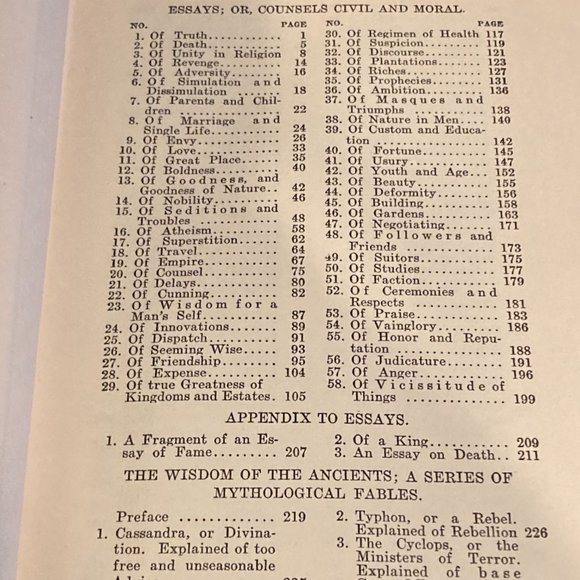 ESSAYS; OR, COUNSELS CIVIL AND MORAL.
NO. PAGE
1. Of Truth 1
2. Of Death 5
3. Of Unity in Religion 8
4. Of Revenge 14
5. Of Adversity 16
6. Of Simulation and
Dissimulation 18
7. Of Parents and Chil-
dren 22
8. Of Marriage and
Single Life 24
9. Of Envy 26
10. Of Love 33
11. Of Great Place 35
12. Of Boldness 40
13. Of Goodness, and
Goodness of Nature.. 42
14. Of Nobility 46
15. Of Seditions and
Troubles 48
16. Of Atheism 58
17. Of Superstition 62
18. Of Travel 64
19. Of Empire 67
20. Of Counsel 75
21. Of Delays 80
22. Of Cunning 82
23. Of Wisdom for a
Man's Self 87
24. Of Innovations 89
25. Of Dispatch 91
26. Of Seeming Wise 93
27. Of Friendship 95
28. Of Expense 104
29. Of true Greatness of
Kingdoms and Estates. 105
NO. PAGE
30. Of Regimen of Health 117
31. Of Suspicion 119
32. Of Discourse 121
33. Of Plantations 123
34. Of Riches 127
35. Of Prophecies 131
36. Of Ambition 136
37. Of Masques and
Triumphs 138
38. Of Nature in Men 140
39. Of Custom and Educa-
tion 142
40. Of Fortune 145
41. Of Usury 147
42. Of Youth and Age... 152
43. Of Beauty 155
44. Of Deformity 156
45. Of Building 158
46. Of Gardens 163
47. Of Negotiating 171
48. Of Followers and
Friends 173
49. Of Suitors 175
50. Of Studies 177
51. Of Faction 179
52. Of Ceremonies and
Respects 181
53. Of Praise 183
54. Of Vainglory 186
55. Of Honor and Repu-
tation 188
56. Of Judicature 191
57. Of Anger 196
58. Of Vicissitude of
Things 199
APPENDIX TO ESSAYS.
1. A Fragment of an Es-
say of Fame 207
2. Of a King 209
3. An Essay on Death.. 211
THE WISDOM OF THE ANCIENTS; A SERIES OF
MYTHOLOGICAL FABLES.
Preface 219
1. Cassandra, or Divina-
tion. Explained of too
free and unseasonable
2. Typhon, or a Rebel.
Explained of Rebellion 226
3. The Cyclops, or the
Ministers of Terror.
Explained of base